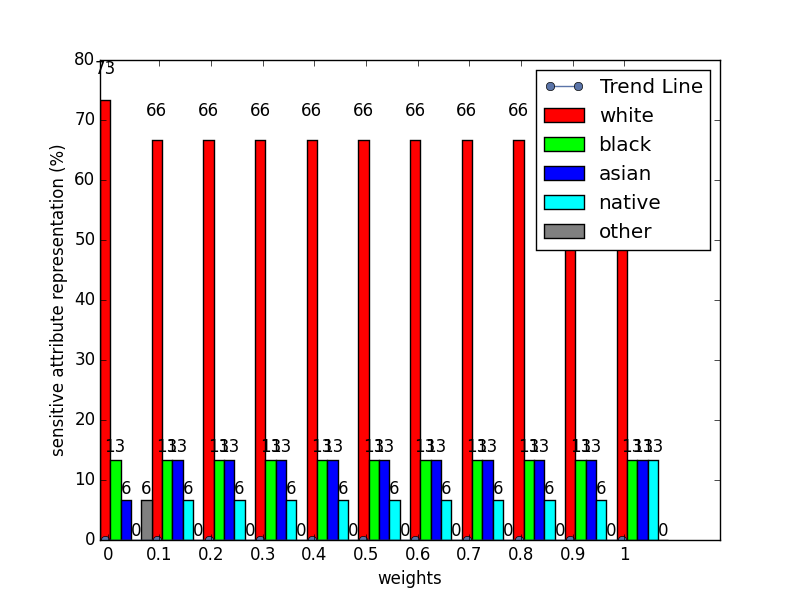 80
73
66 66 66 66 66 66 66 66
70
60
50
40
30
20
10
0
13 6 0 6
13 13 6 0
13 13 6 0
13 13 6 0
13 13 6 0
13 13 6 0
13 13 6 0
13 13 6 0
13 13 6 0
13 13 6 0
13 13 13 0
0 0.1 0.2 0.3 0.4 0.5 0.6 0.7 0.8 0.9 1
weights
sensitive attribute representation (%)
Trend Line
white
black
asian
native
other